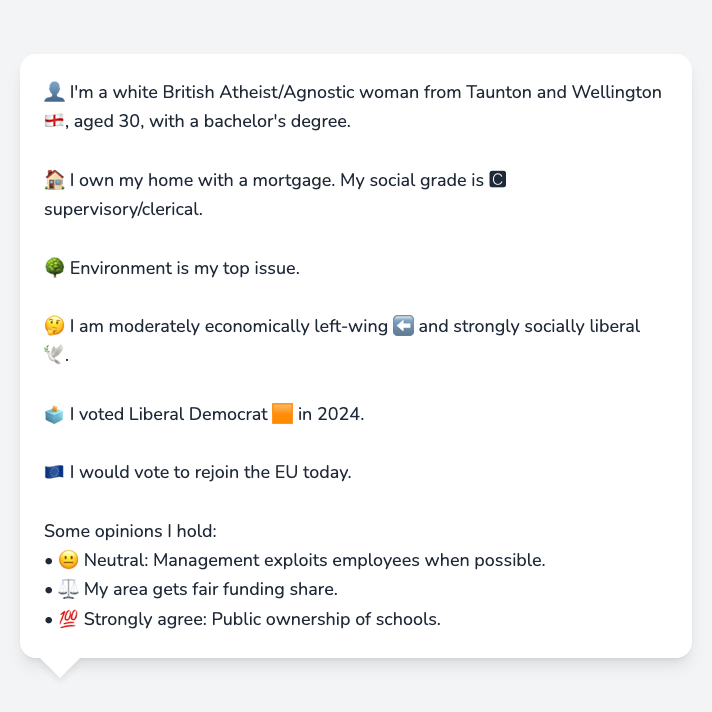 👤 I'm a white British Atheist/Agnostic woman from Taunton and Wellington
🏴󠁧󠁢󠁥󠁮󠁧󠁿, aged 30, with a bachelor's degree.
🏠 I own my home with a mortgage. My social grade is 🅲
supervisory/clerical.
🌳 Environment is my top issue.
🤔 I am moderately economically left-wing ⬅️ and strongly socially liberal
🕊️.
🗳️ I voted Liberal Democrat 🟧 in 2024.
🇪🇺 I would vote to rejoin the EU today.
Some opinions I hold:
• 😐 Neutral: Management exploits employees when possible.
• ⚖️ My area gets fair funding share.
• 💯 Strongly agree: Public ownership of schools.